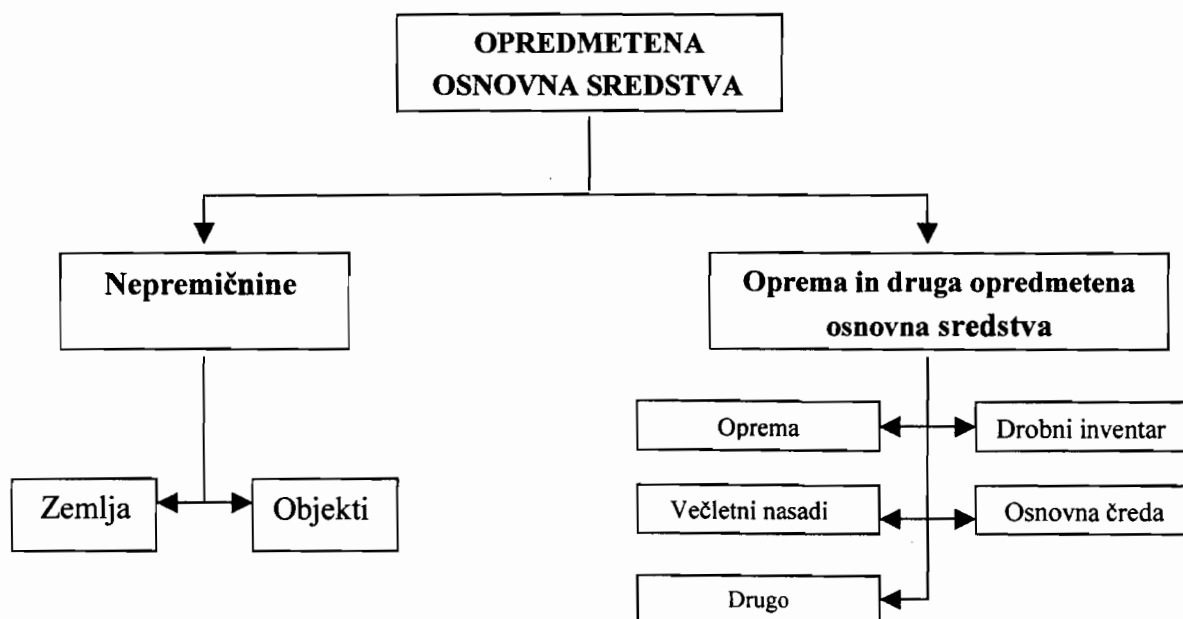 OPREDMETENA
OSNOVNA SREDSTVA
Nepremičnine
Oprema in druga opredmetena
osnovna sredstva
Oprema
Drobni inventar
Zemlja
Objekti
Večletni nasadi
Osnovna čreda
Drugo